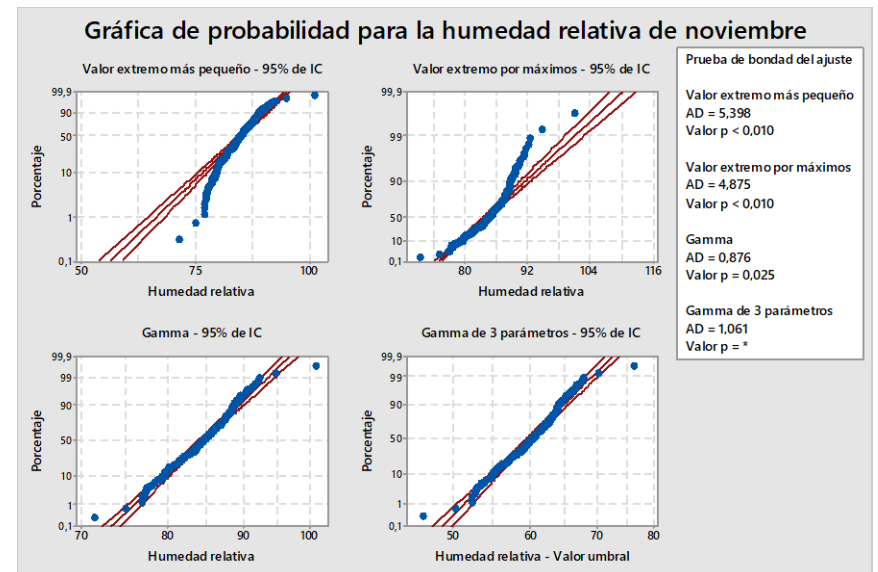 Gráfica de probabilidad para la humedad relativa de noviembre
Valor extremo más pequeño - 95% de IC
99,9
90
50
10
1
0,1
Porcentaje
50 75 100
Humedad relativa
Valor extremo por máximos - 95% de IC
99,9
99
90
50
10
0,1
Porcentaje
80 92 104 116
Humedad relativa
Gamma - 95% de IC
99,9
99
90
50
10
1
0,1
Porcentaje
70 80 90 100
Humedad relativa
Gamma de 3 parámetros - 95% de IC
99,9
99
90
50
10
1
0,1
Porcentaje
50 60 70 80
Humedad relativa - Valor umbral
Prueba de bondad del ajuste
Valor extremo más pequeño
AD = 5,398
Valor p < 0,010
Valor extremo por máximos
AD = 4,875
Valor p < 0,010
Gamma
AD = 0,876
Valor p = 0,025
Gamma de 3 parámetros
AD = 1,061
Valor p = *